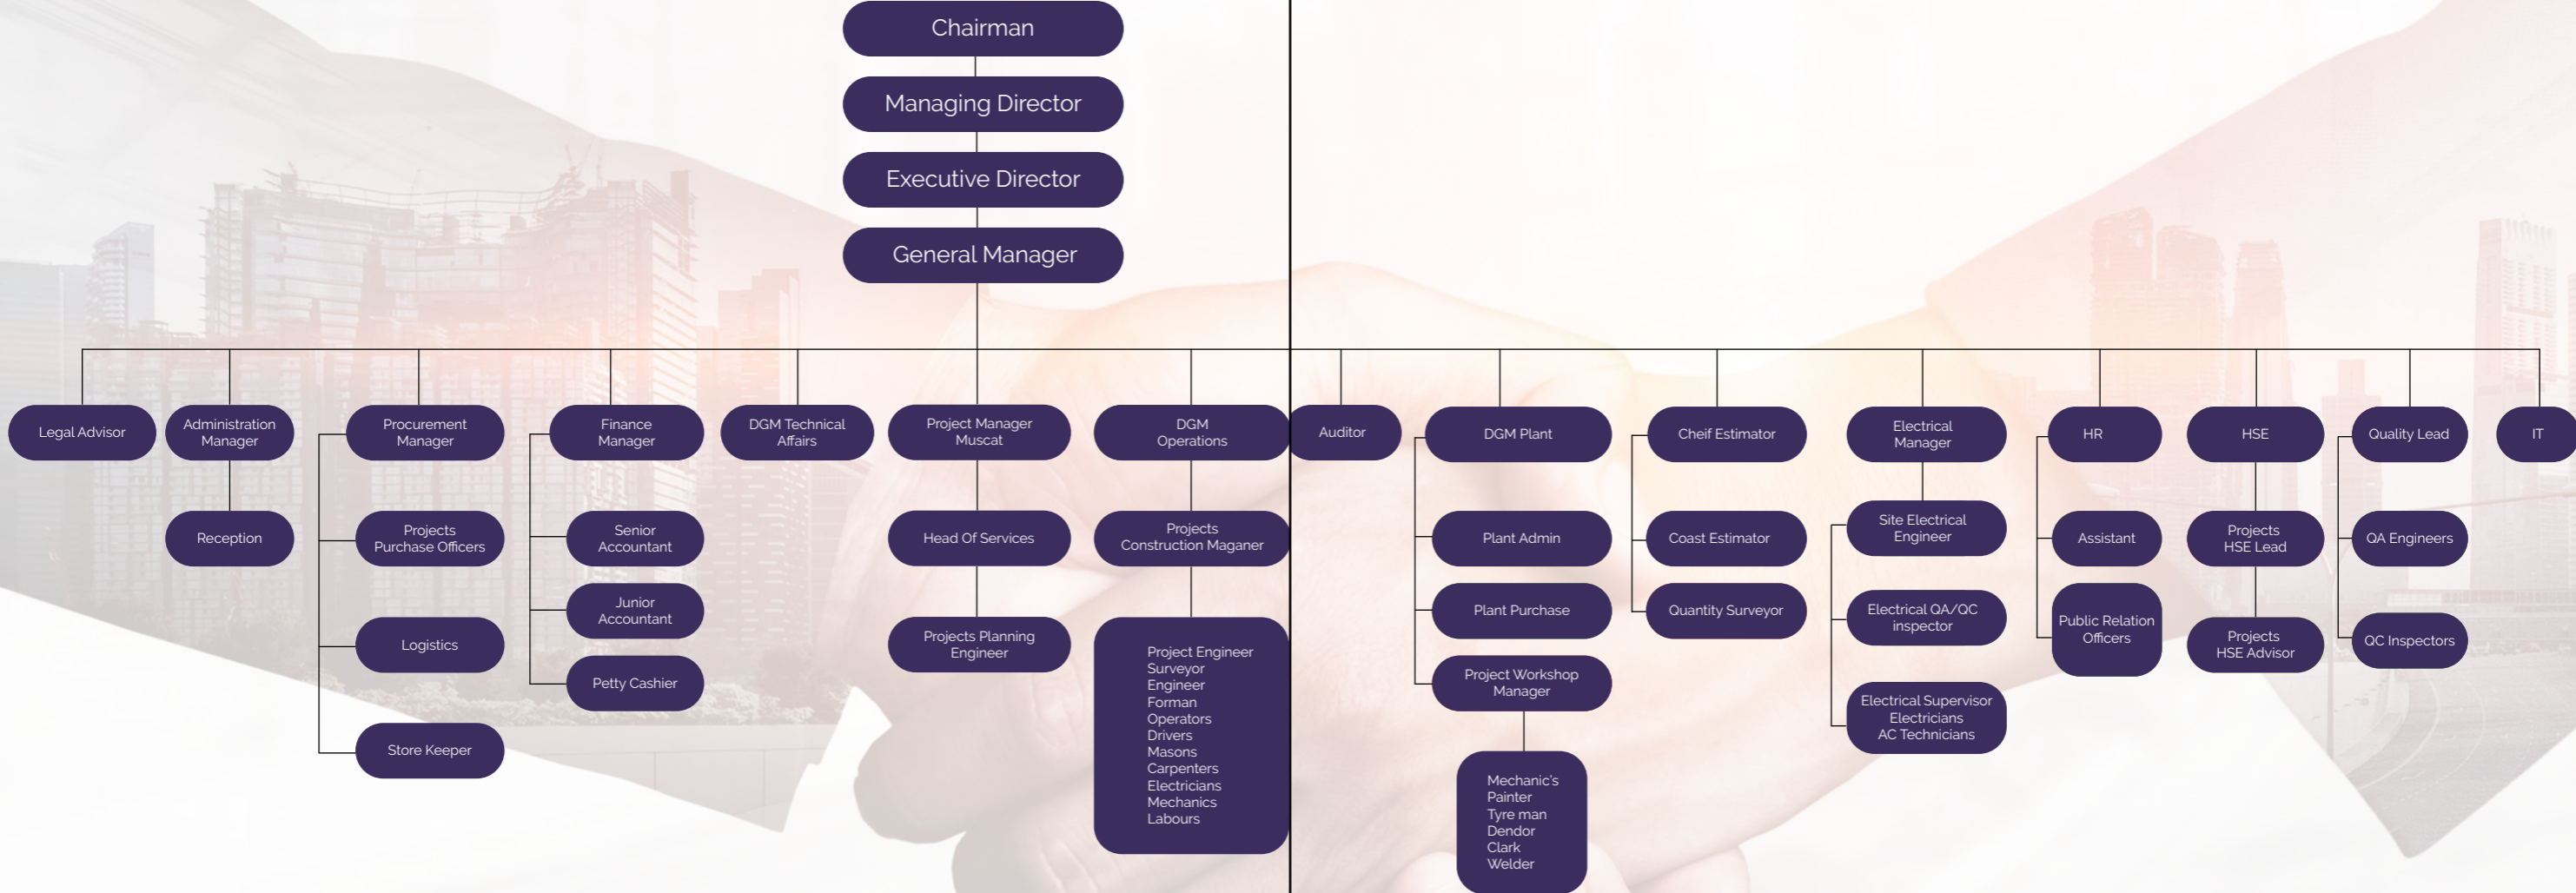 Chairman
Managing Director
Executive Director
General Manager
Legal Advisor
Administration
Manager
Reception
Procurement
Manager
Projects
Purchase Officers
Logistics
Store Keeper
Finance
Manager
Senior
Accountant
Junior
Accountant
Petty Cashier
DGM Technical
Affairs
Project Manager
Muscat
Head Of Services
Projects Planning
Engineer
DGM
Operations
Projects
Construction Maganer
Project Engineer
Surveyor
Engineer
Forman
Operators
Drivers
Masons
Carpenters
Electricians
Mechanics
Labours
Auditor
DGM Plant
Plant Admin
Plant Purchase
Project Workshop
Manager
Mechanic's
Painter
Tyre man
Dendor
Clark
Welder
Cheif Estimator
Coast Estimator
Quantity Surveyor
Electrical
Manager
Site Electrical
Engineer
Electrical QA/QC
inspector
Electrical Supervisor
Electricians
AC Technicians
HR
Assistant
Public Relation
Officers
HSE
Projects
HSE Lead
Projects
HSE Advisor
Quality Lead
QA Engineers
QC Inspectors
IT